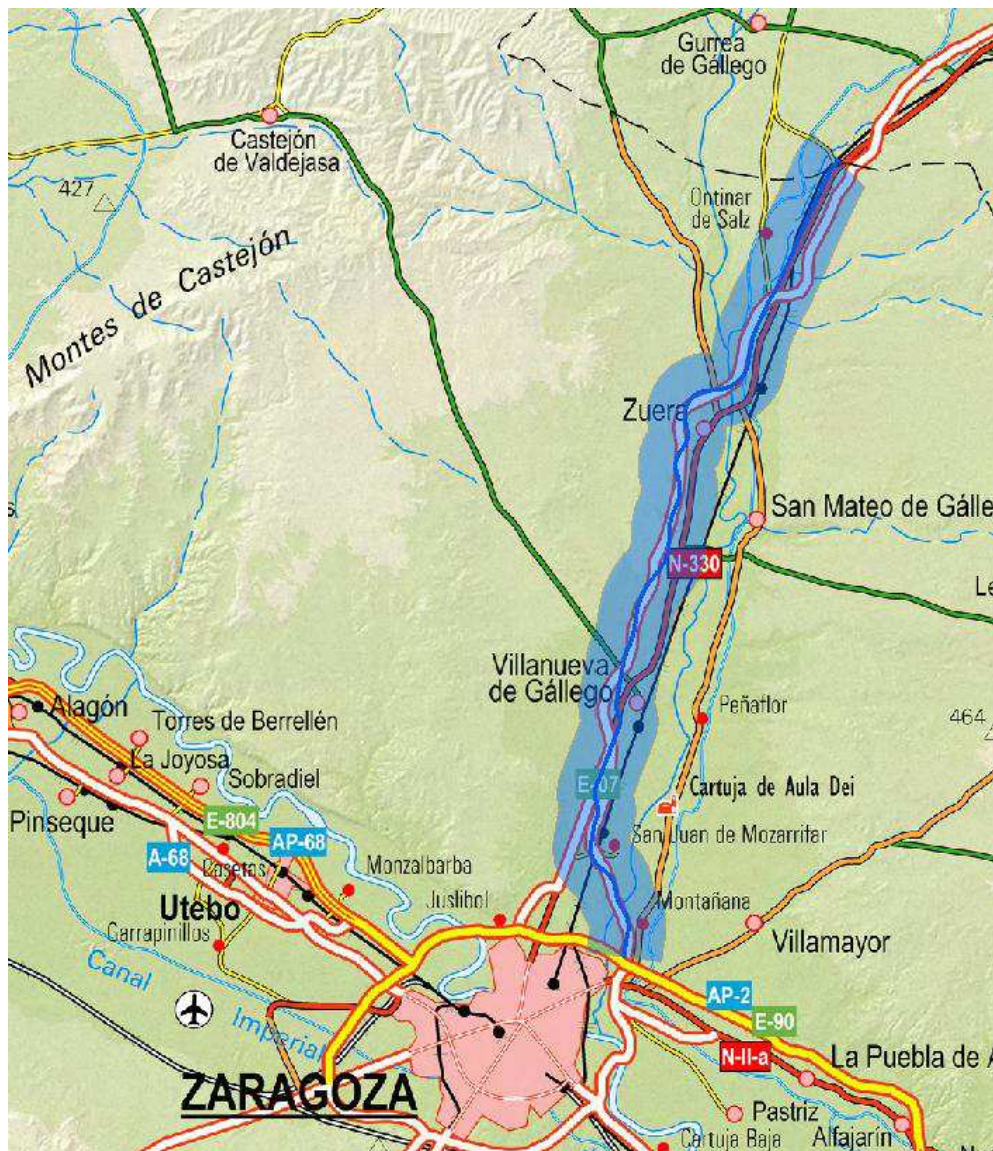 Gurrea
de Gállego
Castejón
de Valdejasa
427
Ontinar
de Salz
Montes de Castejón
Zuera
San Mateo de Gálle
N-330
Le
Villanueva
de Gállego
Peñaflor
464
Alagón
Torres de Berrellén
La Joyosa
Sobradiel
E-07
Cartuja de Aula Dei
Pinseque
E-804
AP-68
San Juan de Mozarrifar
A-68
Casetas
Monzalbarba
Utebo
Juslibol
Montañana
Garrapinillos
Villamayor
Canal
Imperial
AP-2
E-90
N-II-a
La Puebla de A
ZARAGOZA
Pastriz
Cartuja Baja
Alfajarín